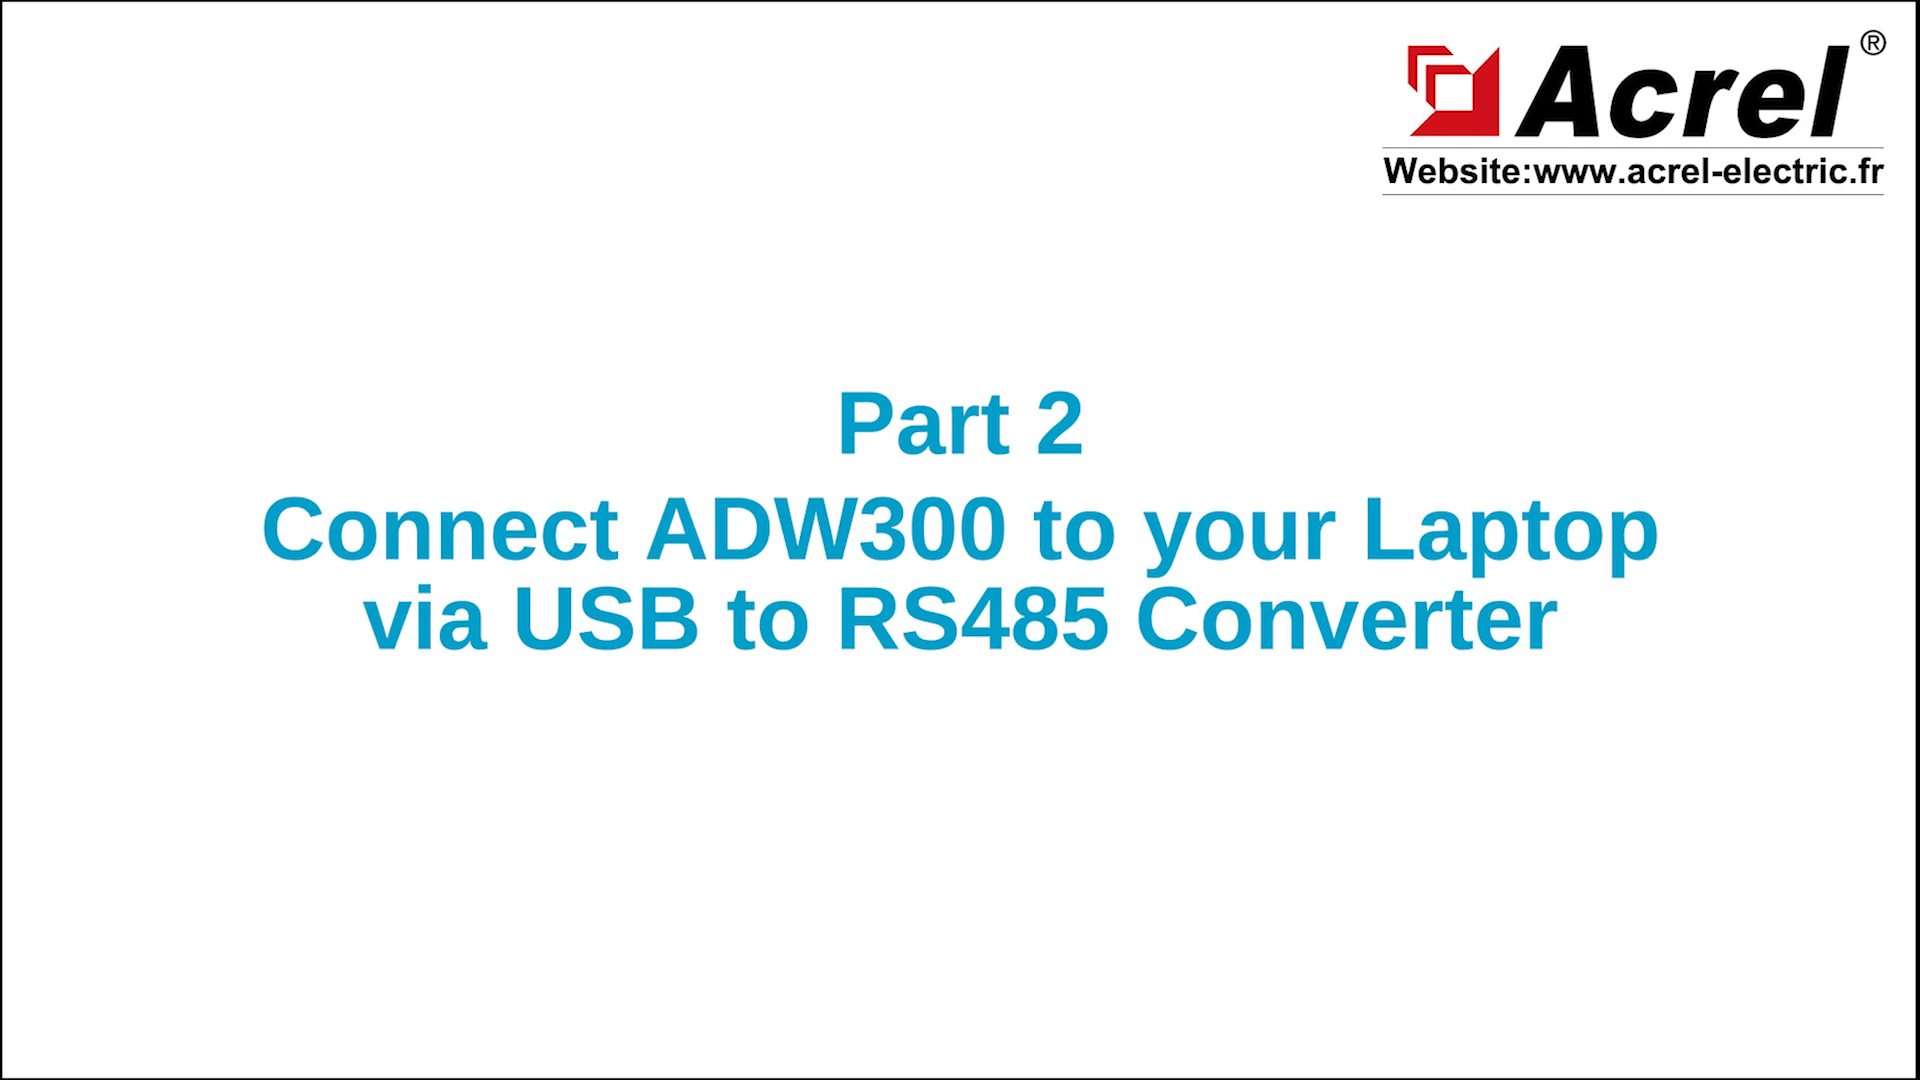 Acrel®
Website:www.acrel-electric.fr
Part 2
Connect ADW300 to your Laptop
via USB to RS485 Converter